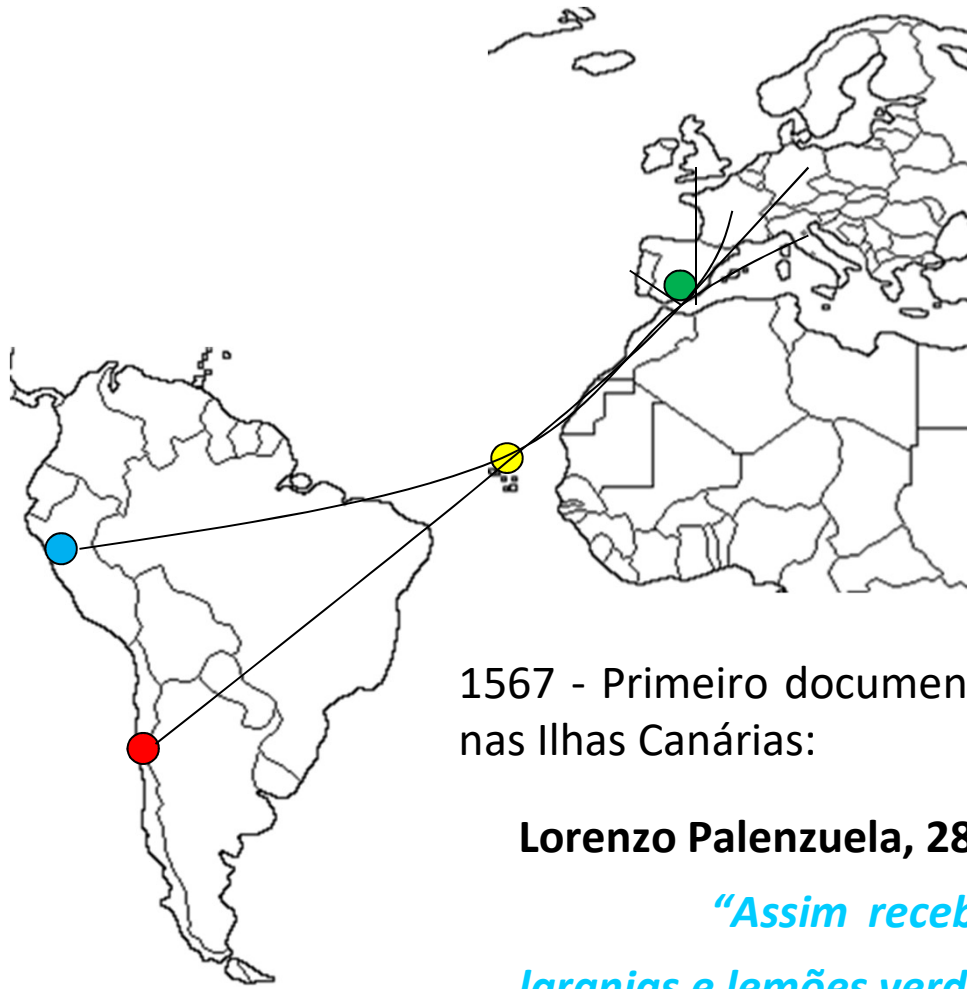 1567 - Primeiro documen
nas Ilhas Canárias:
Lorenzo Palenzuela, 28
“Assim receb
laranjas e lemões verd